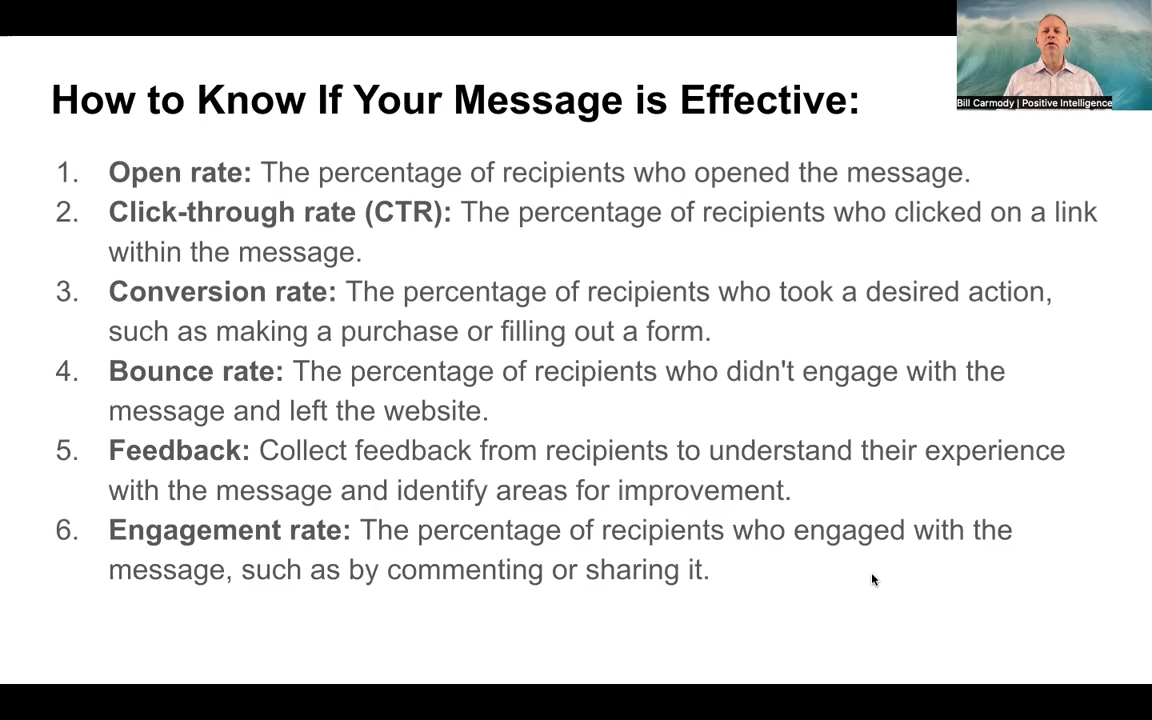 How to Know If Your Message is Effective:
Bill Carmody | Positive Intelligence
1. Open rate: The percentage of recipients who opened the message.
2. Click-through rate (CTR): The percentage of recipients who clicked on a link
within the message.
3. Conversion rate: The percentage of recipients who took a desired action,
such as making a purchase or filling out a form.
4. Bounce rate: The percentage of recipients who didn't engage with the
message and left the website.
5. Feedback: Collect feedback from recipients to understand their experience
with the message and identify areas for improvement.
6. Engagement rate: The percentage of recipients who engaged with the
message, such as by commenting or sharing it.